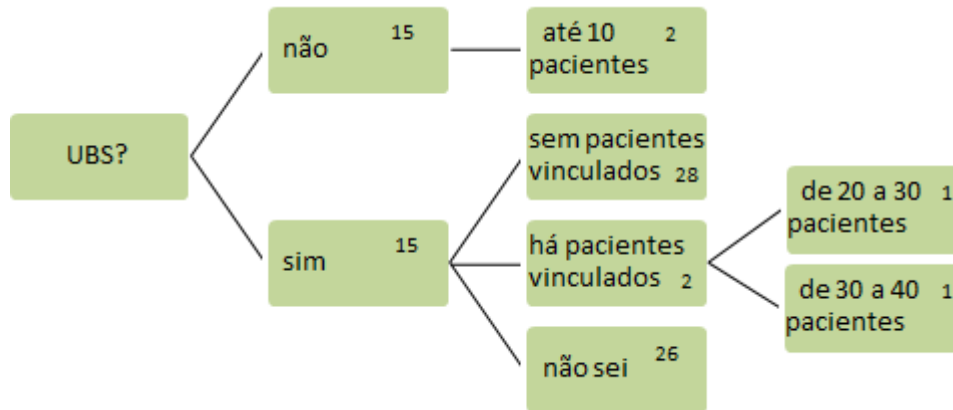 UBS?
não 15
até 10 2
pacientes
sim 15
sem pacientes
vinculados 28
há pacientes
vinculados 2
não sei 26
de 20 a 30 1
pacientes
de 30 a 40 1
pacientes